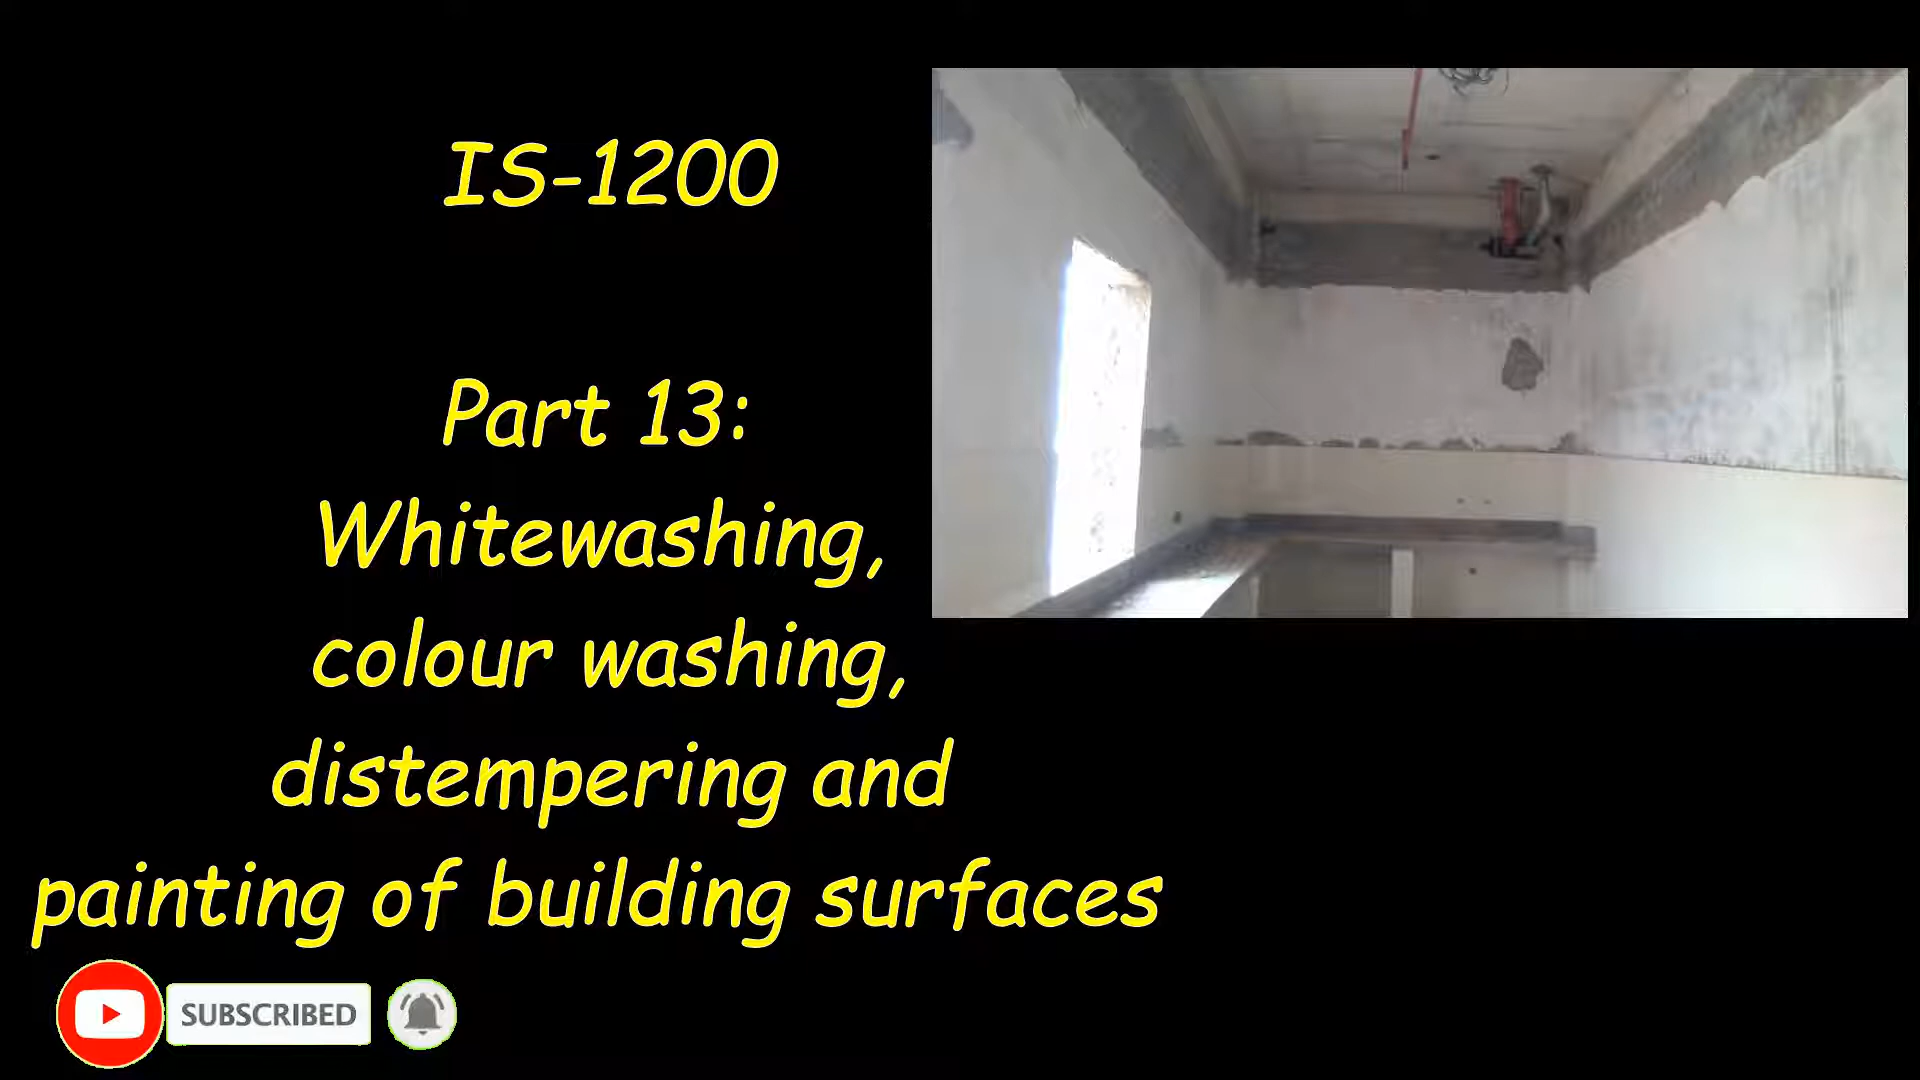 IS-1200
Part 13:
Whitewashing,
colour washing,
distempering and
painting of building surfaces
SUBSCRIBED